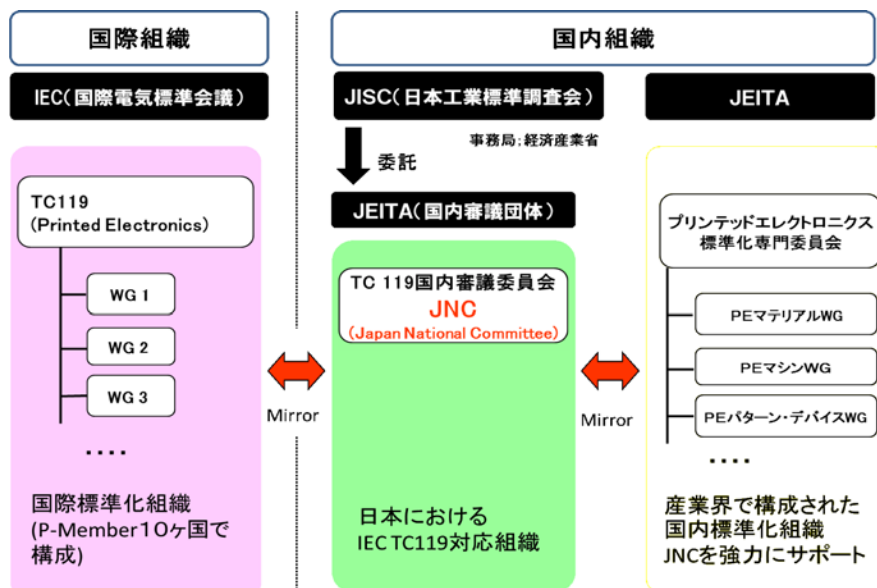 国際組織
国内組織
IEC(国際電気標準会議)
JISC(日本工業標準調査会)
JEITA
事務局;経済産業省
委託
JEITA(国内審議団体)
TC119
(Printed Electronics)
WG 1
WG 2
WG 3
・・・・
国際標準化組織
(P-Member10ヶ国で
構成)
Mirror
TC 119国内審議委員会
JNC
(Japan National Committee)
日本における
IEC TC119対応組織
Mirror
プリンテッドエレクトロニクス
標準化専門委員会
PEマテリアルWG
PEマシンWG
PEパターン・デバイスWG
・・・・
産業界で構成された
国内標準化組織
JNCを強力にサポート